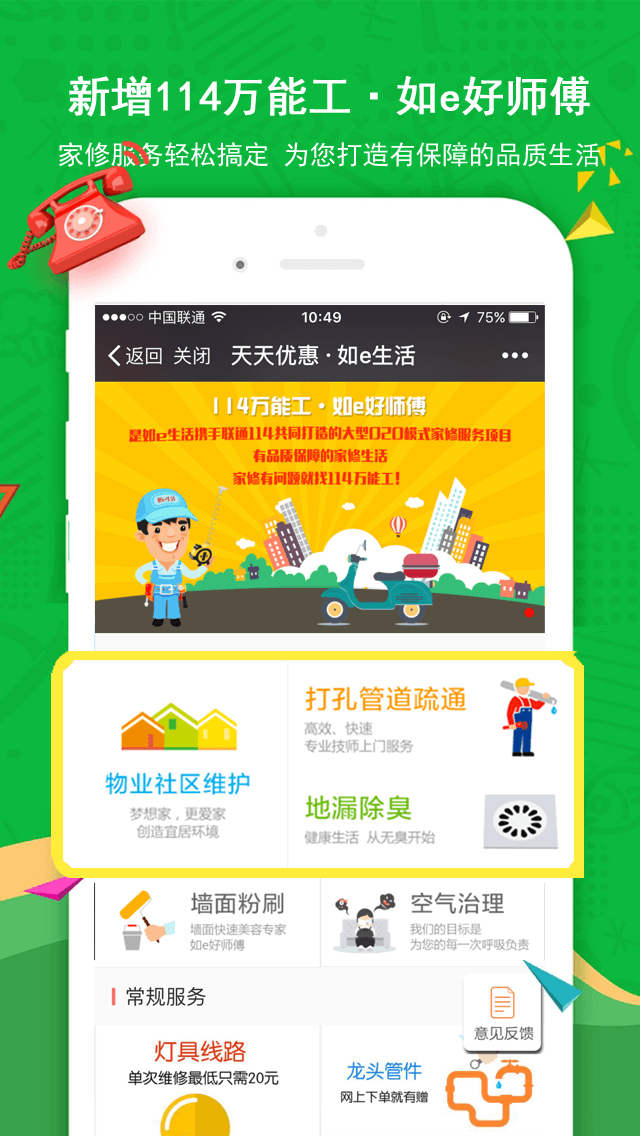 新增114万能工·如e好师傅
家修服务轻松搞定 为您打造有保障的品质生活
中国联通 10:49 75%
返回 关闭 天天优惠·如e生活
114万能工·如e好师傅
是如e生活携手联通114共同打造的大型O2O模式家修服务项目
有品质保障的家修生活
家修有问题就找114万能工!
物业社区维护
梦想家,更爱家
创造宜居环境
打孔管道疏通
高效、快速
专业技师上门服务
地漏除臭
健康生活 从无臭开始
墙面粉刷
墙面快速美容专家
如e好师傅
空气治理
我们的目标是
为您的每一次呼吸负责
常规服务
意见反馈
灯具线路
单次维修最低只需20元
龙头管件
网上下单就有赠